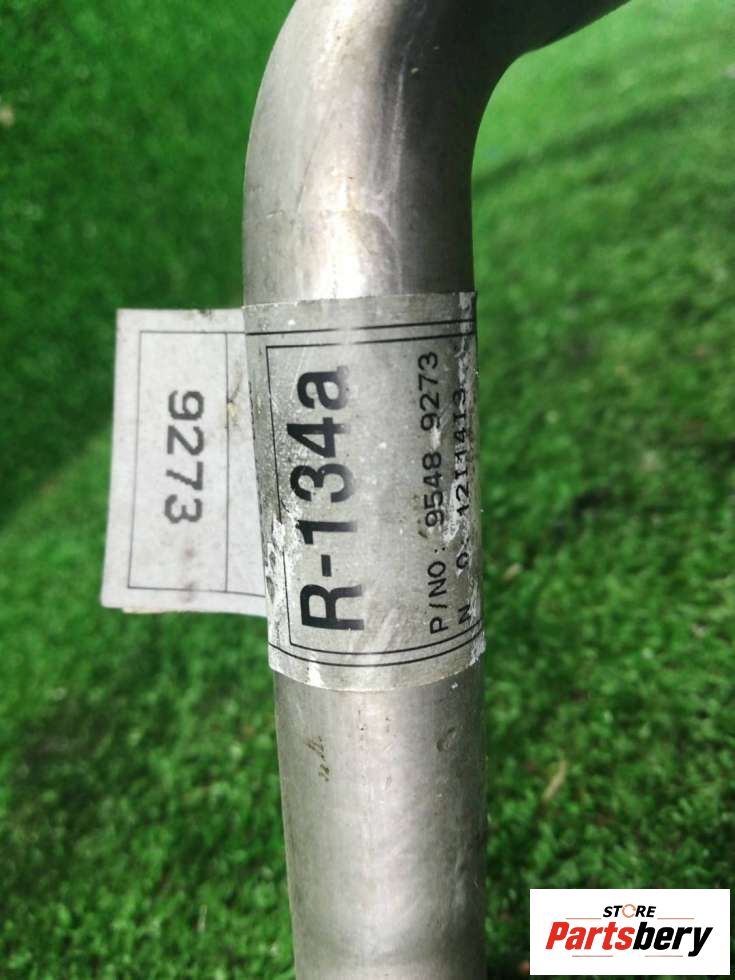 R-134a
P/NO: 9548 9273
9273
STORE
Partsbery